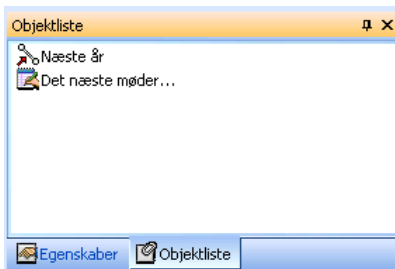 Objektliste
Næste år
Det næste møder...
Egenskaber Objektliste